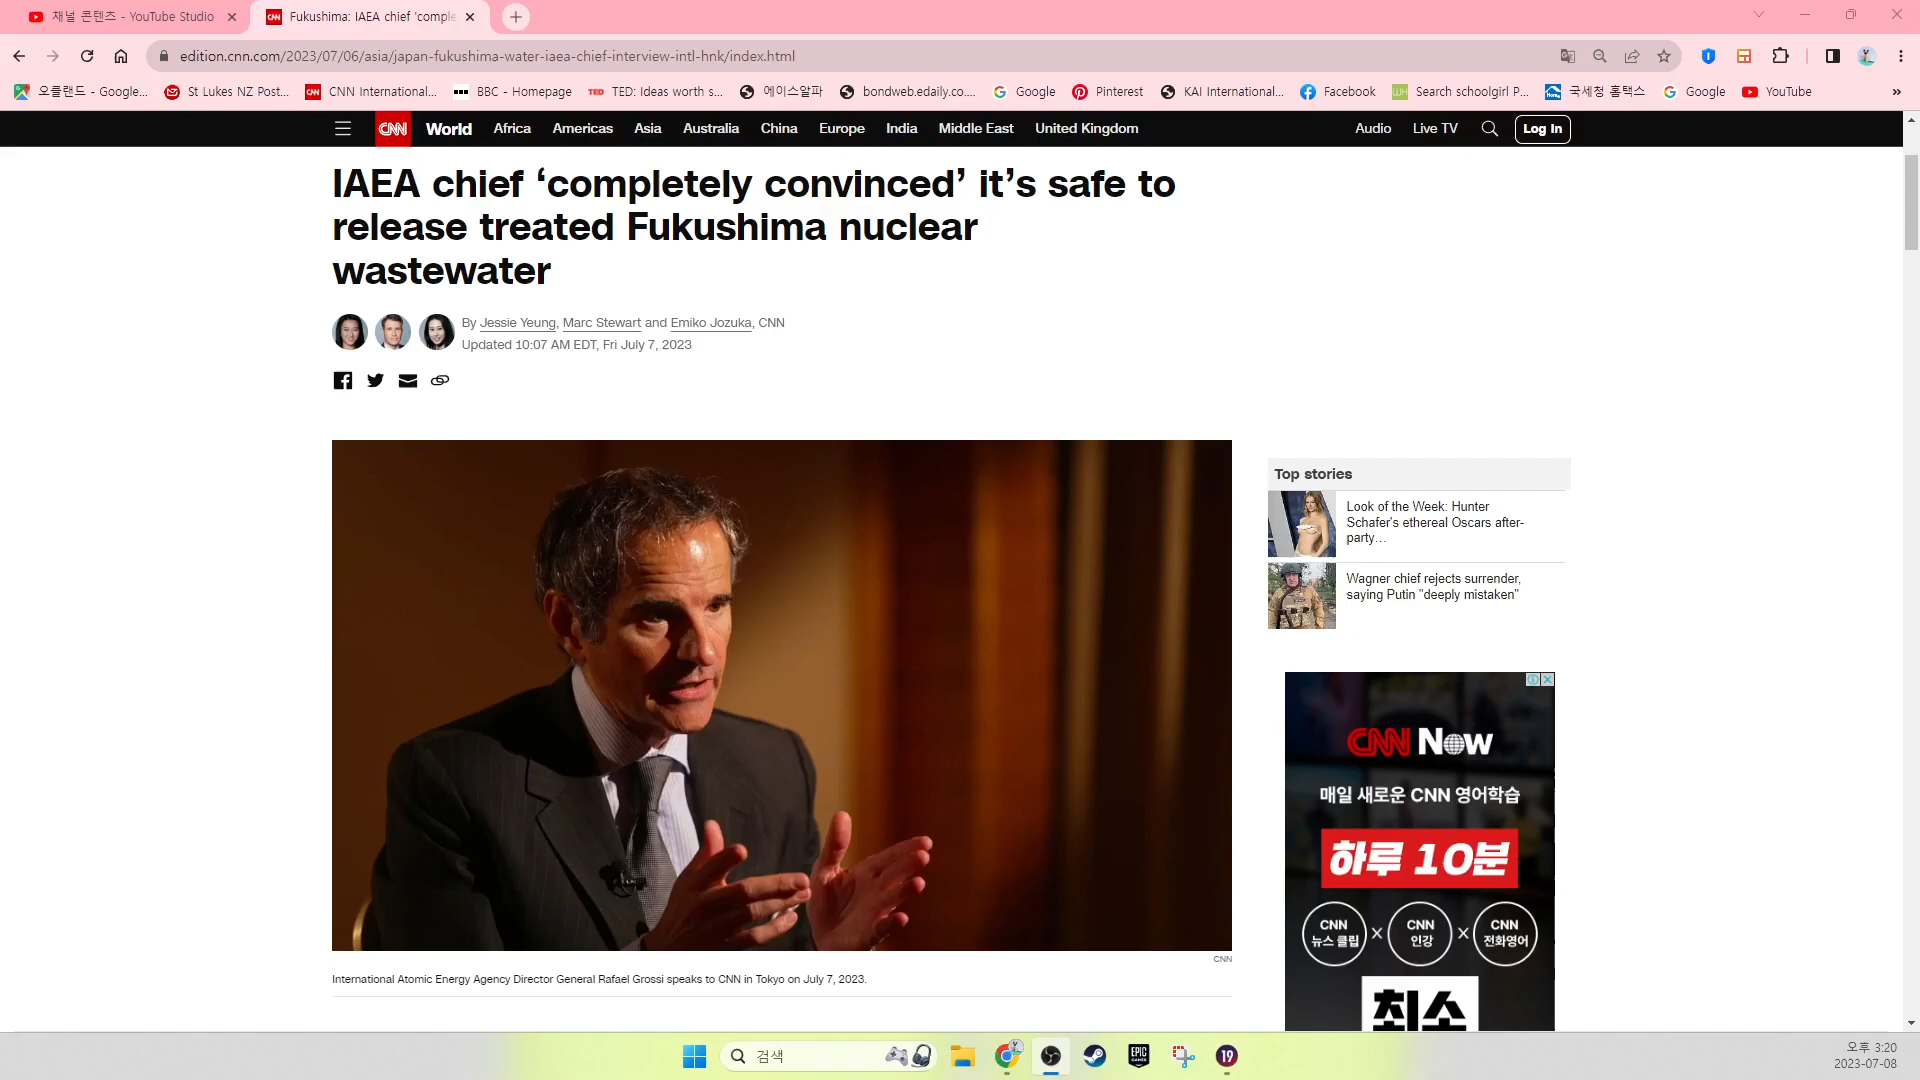 채널 콘텐츠 - YouTube Studio
CNN Fukushima: IAEA chief 'comple
edition.cnn.com/2023/07/06/asia/japan-fukushima-water-iaea-chief-interview-intl-hnk/index.html
오클랜드 - Google...
St Lukes NZ Post...
CNN CNN International...
BBC - Homepage
TED TED: Ideas worth s...
에이스알파
bondweb.edaily.co....
Google
Pinterest
KAI International...
Facebook
WH Search schoolgirl P...
국세청 홈택스
Google
YouTube
»
CNN World Africa Americas Asia Australia China Europe India Middle East United Kingdom Audio Live TV Log In
IAEA chief ‘completely convinced’ it’s safe to
release treated Fukushima nuclear
wastewater
By Jessie Yeung, Marc Stewart and Emiko Jozuka, CNN
Updated 10:07 AM EDT, Fri July 7, 2023
CNN
International Atomic Energy Agency Director General Rafael Grossi speaks to CNN in Tokyo on July 7, 2023.
Top stories
Look of the Week: Hunter
Schafer's ethereal Oscars after-
party…
Wagner chief rejects surrender,
saying Putin "deeply mistaken"
CNN Now
매일 새로운 CNN 영어학습
하루 10분
CNN
뉴스 클립
X
CNN
인강
X
CNN
전화영어
최소
검색
EPIC
GAMES
19
오후 3:20
2023-07-08